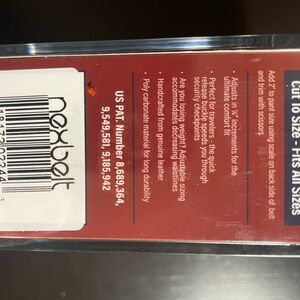 Cut to Size - Fits All Sizes
Add 2" to pant size using scale on back side of belt
and trim with scissors
• Adjusts in ¼" increments for the
ultimate comfort fit
• Perfect for travelers, the quick
release buckle speeds you through
security checkpoints
• Are you losing weight? Adjustable sizing
accommodated decreasing waistlines
• Handcrafted from genuine leather
• Poly carbonate material for long durability
US PAT Number 8,689,364,
9,549,581, 9,185,942
nexbelt